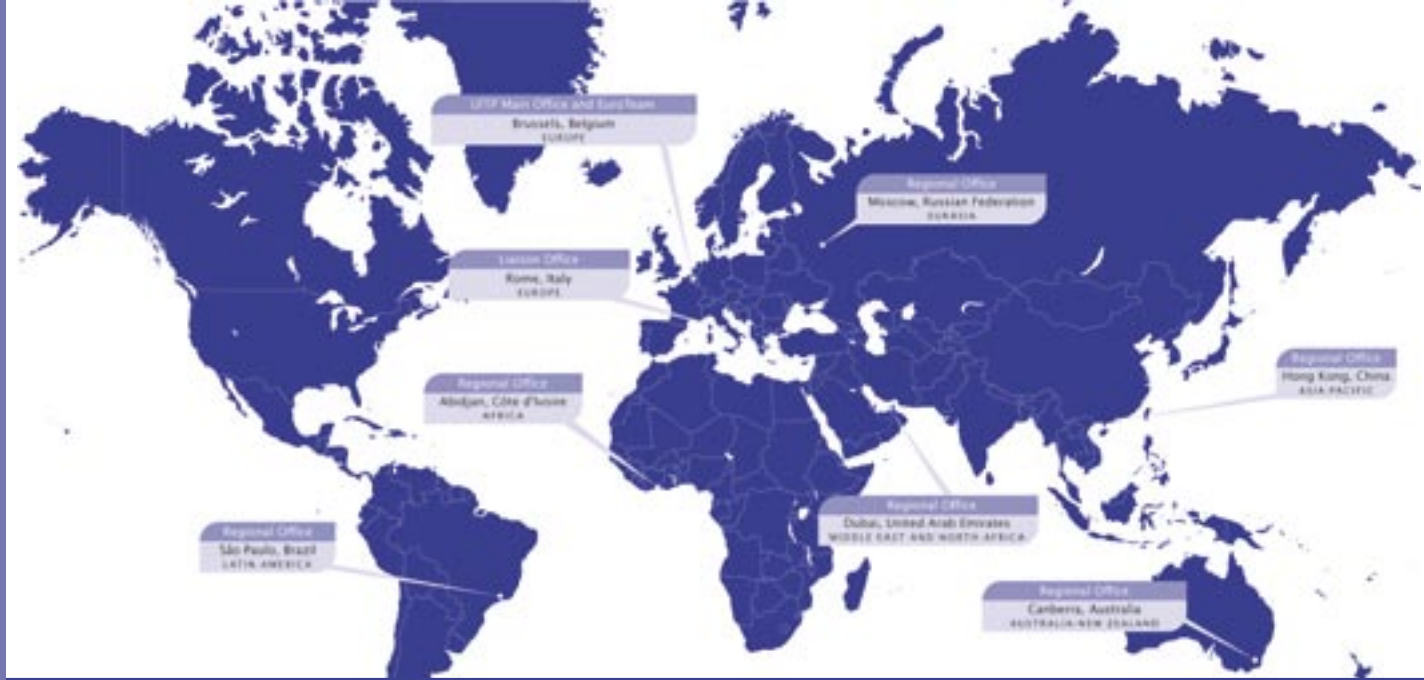 UITP Main Office and EuroTeam
Brussels, Belgium
EUROPE
Regional Office
Moscow, Russian Federation
EURASIA
Liaison Office
Rome, Italy
EUROPE
Regional Office
Hong Kong, China
ASIA-PACIFIC
Regional Office
Abidjan, Côte d'Ivoire
AFRICA
Regional Office
Dubai, United Arab Emirates
MIDDLE EAST AND NORTH AFRICA
Regional Office
São Paulo, Brazil
LATIN AMERICA
Regional Office
Canberra, Australia
AUSTRALIA-NEW ZEALAND